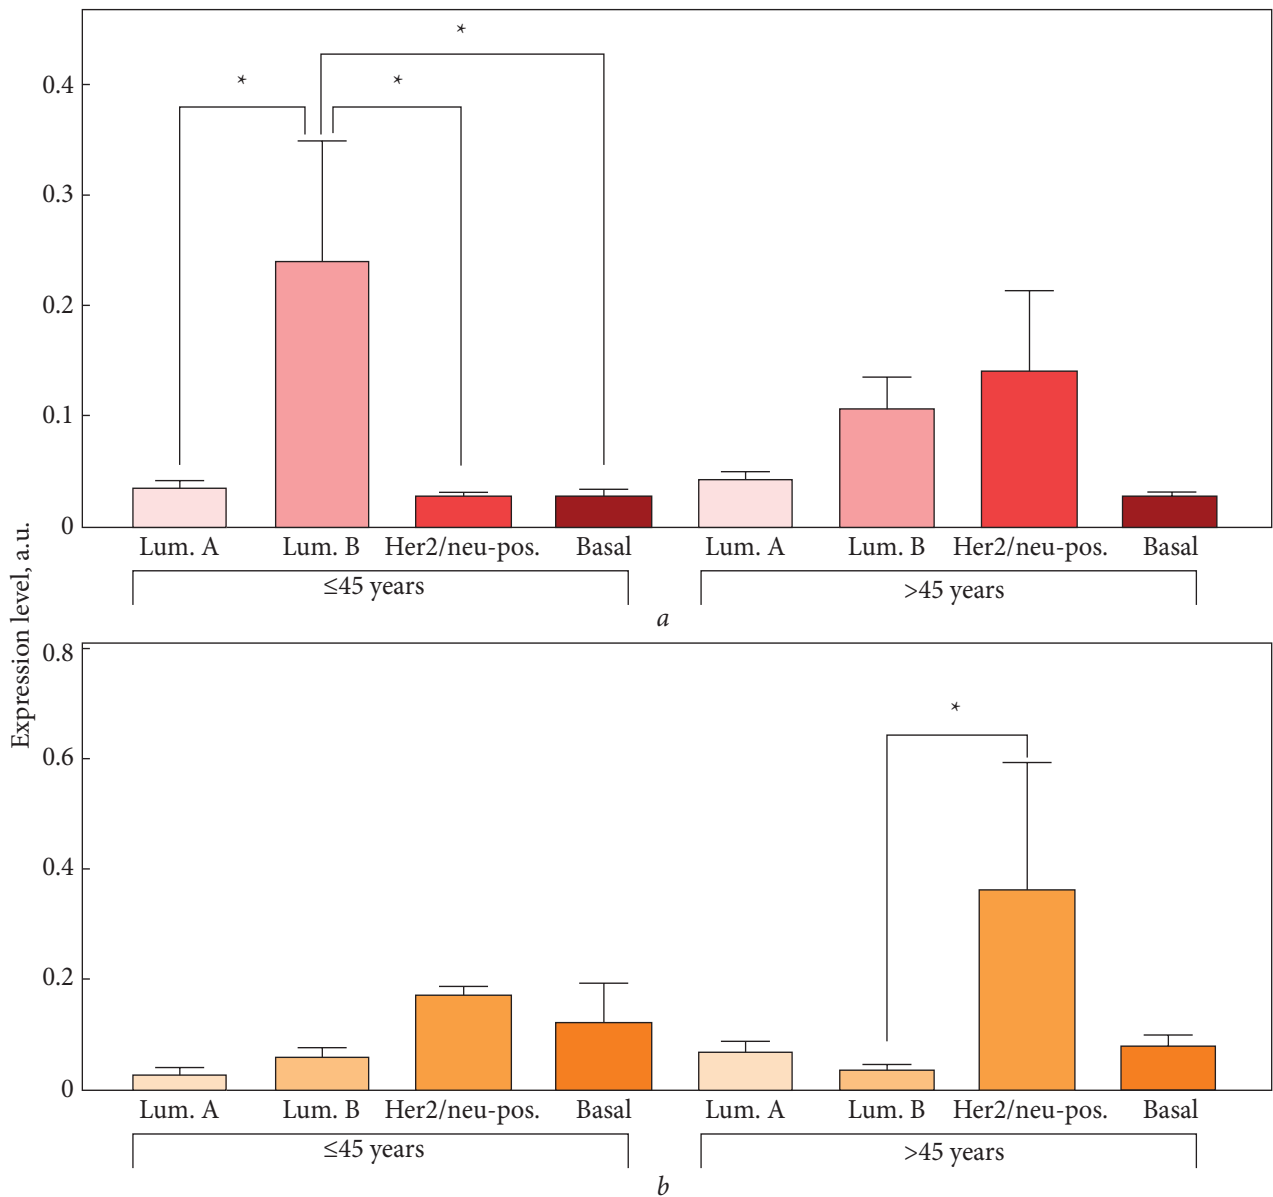 Expression level, a.u.
*
* *
0.4
0.3
0.2
0.1
0
Lum. A Lum. B Her2/neu-pos. Basal Lum. A Lum. B Her2/neu-pos. Basal
≤45 years >45 years
a
0.8
*
0.6
0.4
0.2
0
Lum. A Lum. B Her2/neu-pos. Basal Lum. A Lum. B Her2/neu-pos. Basal
≤45 years >45 years
b